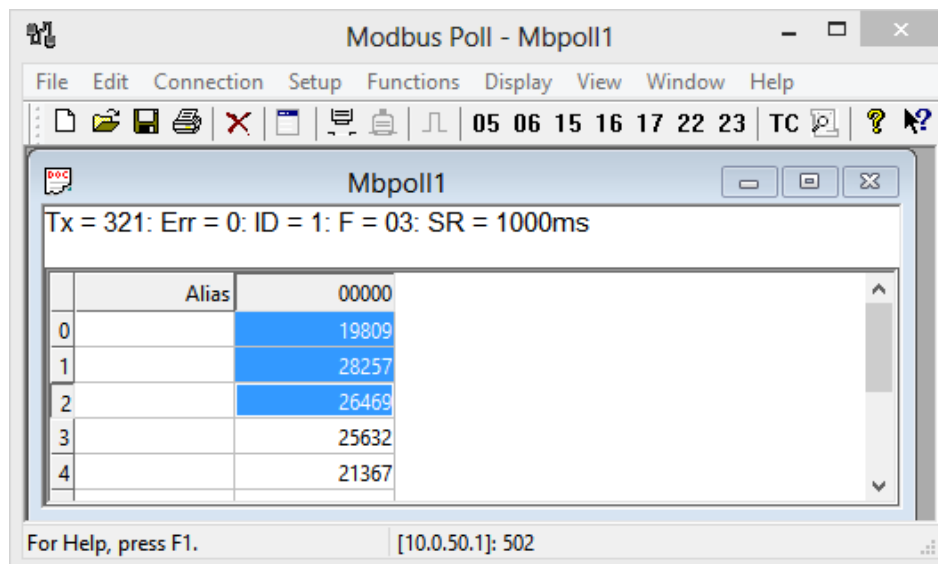 Modbus Poll - Mbpoll1
File Edit Connection Setup Functions Display View Window Help
05 06 15 16 17 22 23 TC
Mbpoll1
Tx = 321: Err = 0: ID = 1: F = 03: SR = 1000ms
Alias 00000
0 19809
1 28257
2 26469
3 25632
4 21367
For Help, press F1. [10.0.50.1]: 502